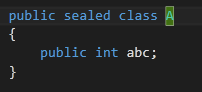 public sealed class A
{
    public int abc;
}